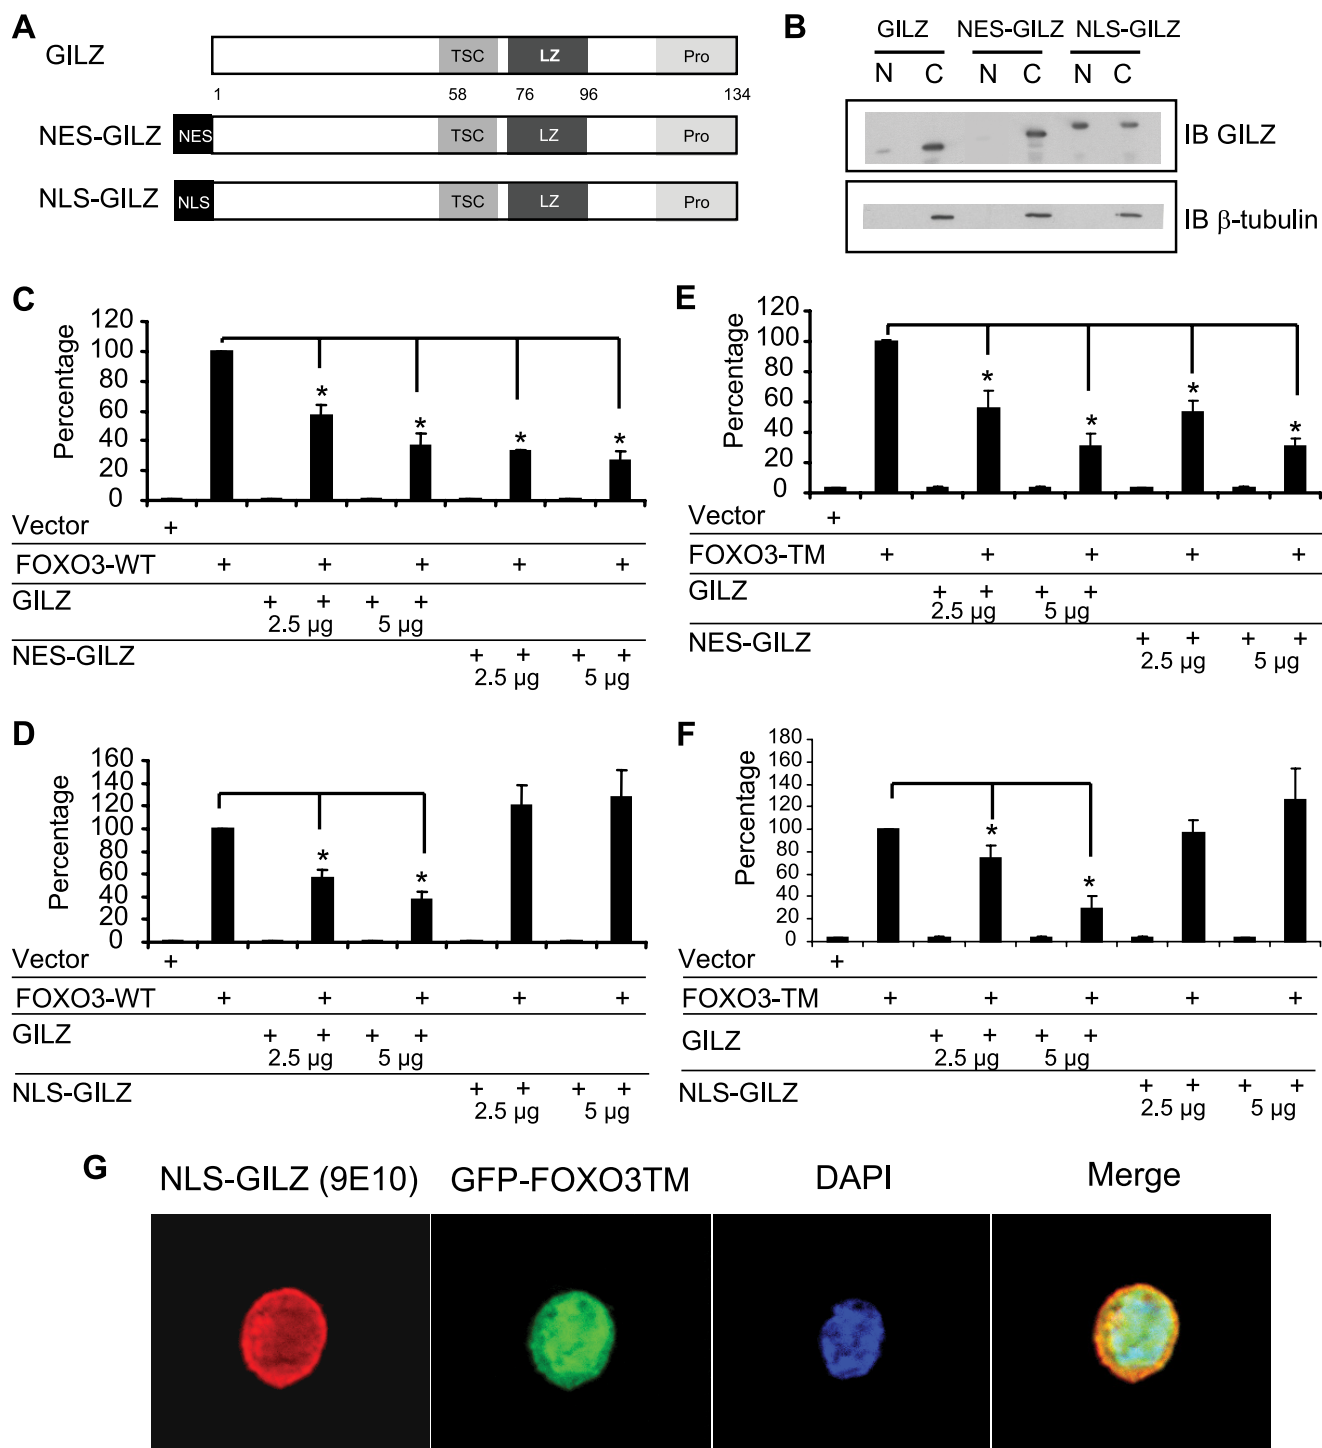 A
GILZ
TSC LZ Pro
1 58 76 96 134
NES-GILZ
NES TSC LZ Pro
NLS-GILZ
NLS TSC LZ Pro
B
GILZ NES-GILZ NLS-GILZ
N C N C N C
IB GILZ
IB β-tubulin
C
Percentage
120
100
80
60
40
20
0
* * * *
Vector +
FOXO3-WT + + + + +
GILZ + + + +
2.5 µg 5 µg
NES-GILZ + + + +
2.5 µg 5 µg
E
Percentage
120
100
80
60
40
20
0
* * * *
Vector +
FOXO3-TM + + + + +
GILZ + + + +
2.5 µg 5 µg
NES-GILZ + + + +
2.5 µg 5 µg
D
Percentage
160
140
120
100
80
60
40
20
0
* *
Vector +
FOXO3-WT + + + + +
GILZ + + + +
2.5 µg 5 µg
NLS-GILZ + + + +
2.5 µg 5 µg
F
Percentage
180
160
140
120
100
80
60
40
20
0
* *
Vector +
FOXO3-TM + + + + +
GILZ + + + +
2.5 µg 5 µg
NLS-GILZ + + + +
2.5 µg 5 µg
G
NLS-GILZ (9E10) GFP-FOXO3TM DAPI Merge